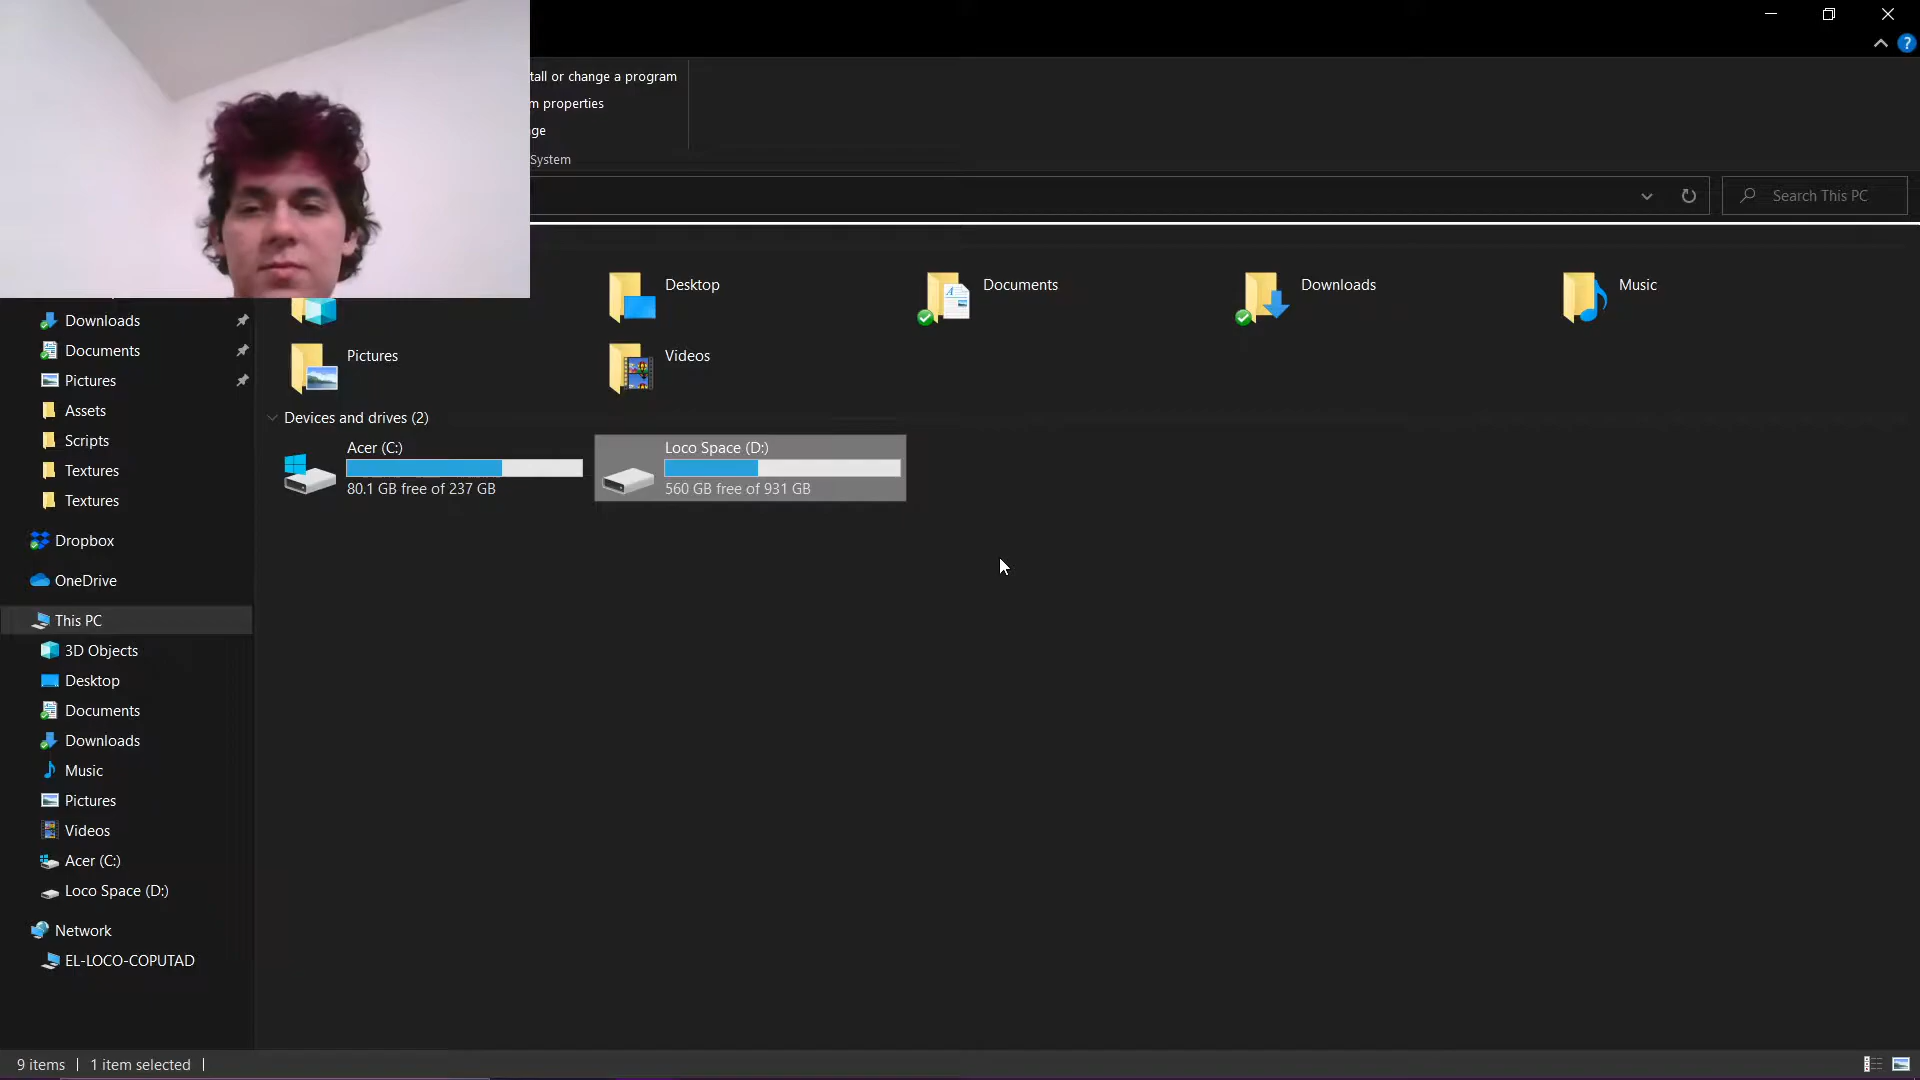 tall or change a program
m properties
ge
System
Search This PC
Desktop
Documents
Downloads
Music
Pictures
Videos
Devices and drives (2)
Acer (C:)
80.1 GB free of 237 GB
Loco Space (D:)
560 GB free of 931 GB
Downloads
Documents
Pictures
Assets
Scripts
Textures
Textures
Dropbox
OneDrive
This PC
3D Objects
Desktop
Documents
Downloads
Music
Pictures
Videos
Acer (C:)
Loco Space (D:)
Network
EL-LOCO-COPUTAD
9 items
1 item selected